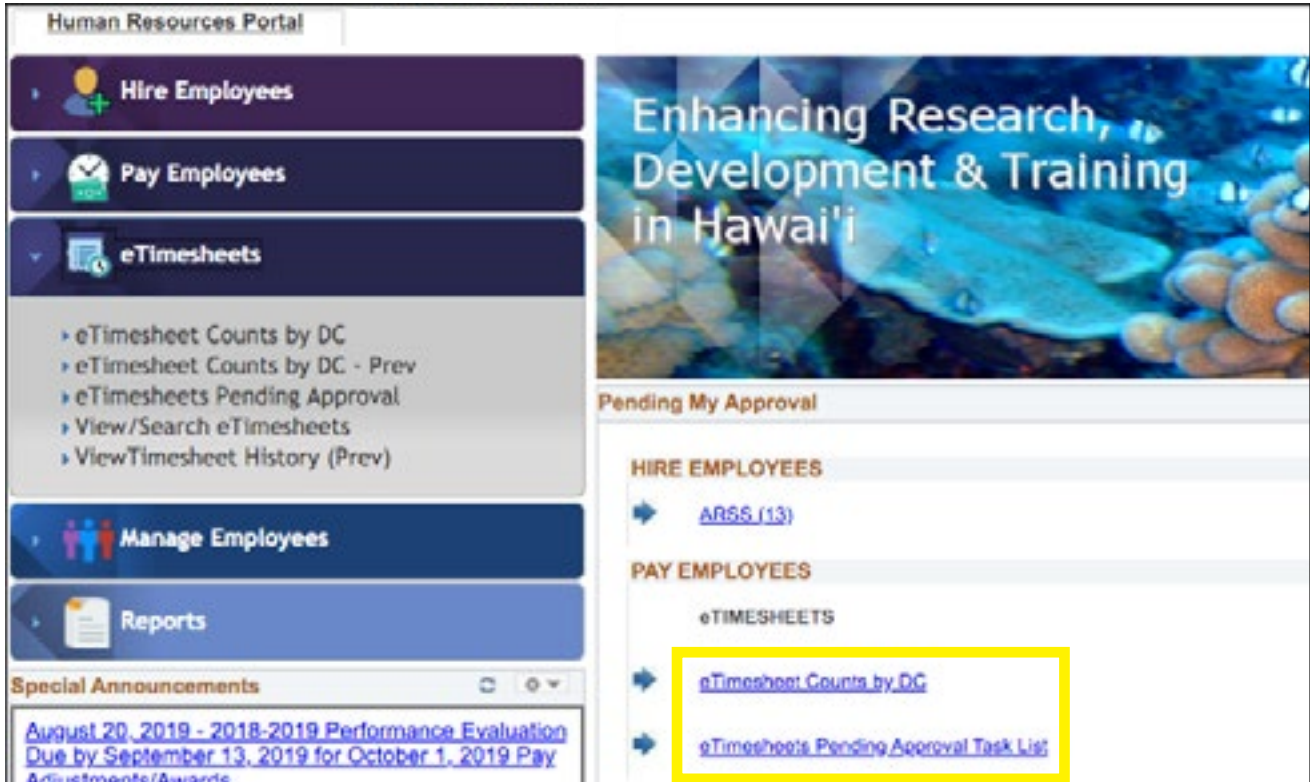 Human Resources Portal
Hire Employees
Pay Employees
eTimesheets
eTimesheet Counts by DC
eTimesheet Counts by DC - Prev
eTimesheets Pending Approval
View/Search eTimesheets
ViewTimesheet History (Prev)
Manage Employees
Reports
Special Announcements
August 20, 2019 - 2018-2019 Performance Evaluation
Due by September 13, 2019 for October 1, 2019 Pay
Adjustments/Awards
Enhancing Research,
Development & Training
in Hawai'i
Pending My Approval
HIRE EMPLOYEES
ARSS (13)
PAY EMPLOYEES
eTIMESHEETS
eTimesheet Counts by DC
eTimesheets Pending Approval Task List